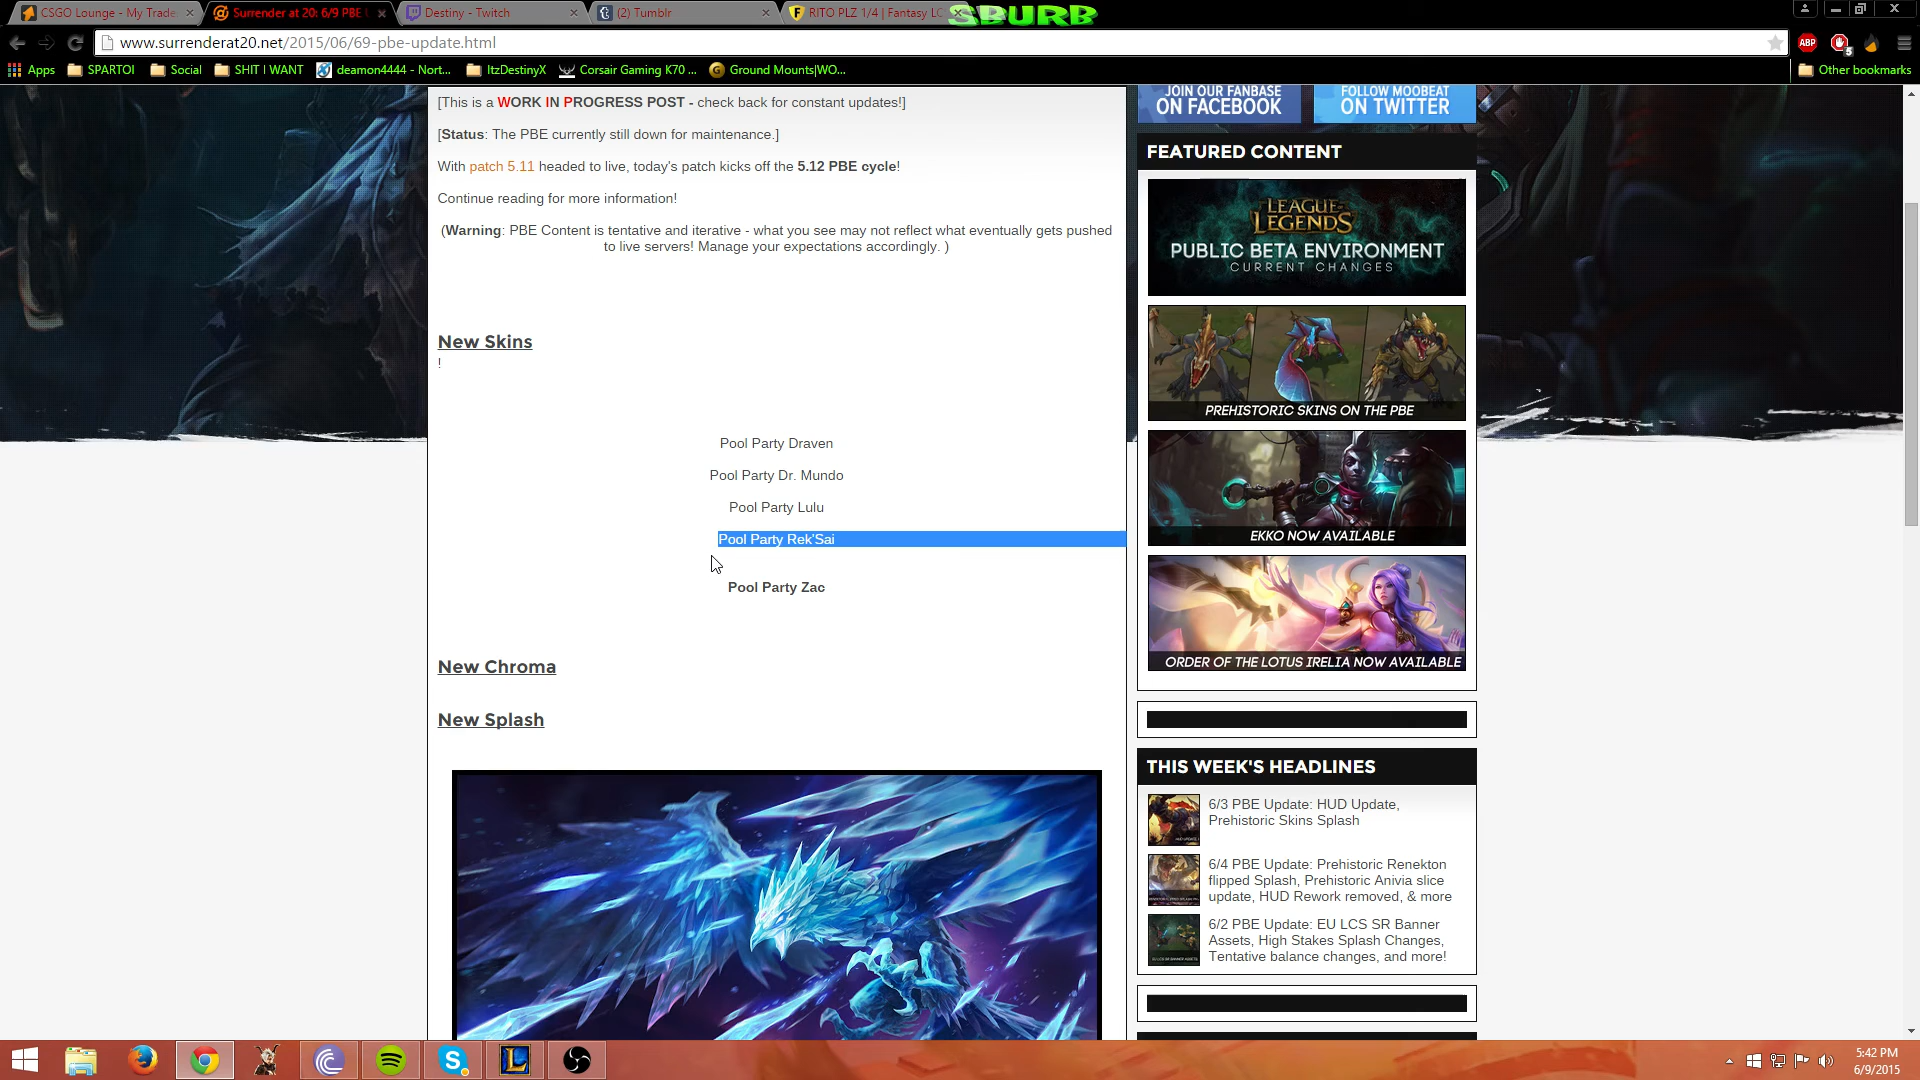 CSGO Lounge - My Trade
Surrender at 20: 6/9 PBE U
Destiny - Twitch
(2) Tumblr
RITO PLZ 1/4 | Fantasy LC
SBURB
www.surrenderat20.net/2015/06/69-pbe-update.html
ABP
5
Apps
SPARTOI
Social
SHIT I WANT
deamon4444 - Nort...
ItzDestinyX
Corsair Gaming K70 ...
Ground Mounts|WO...
Other bookmarks
[This is a WORK IN PROGRESS POST - check back for constant updates!]
[Status: The PBE currently still down for maintenance.]
With patch 5.11 headed to live, today's patch kicks off the 5.12 PBE cycle!
Continue reading for more information!
(Warning: PBE Content is tentative and iterative - what you see may not reflect what eventually gets pushed
to live servers! Manage your expectations accordingly. )
New Skins
!
Pool Party Draven
Pool Party Dr. Mundo
Pool Party Lulu
Pool Party Rek'Sai
Pool Party Zac
New Chroma
New Splash
JOIN OUR FANBASE
ON FACEBOOK
FOLLOW MOOBEAT
ON TWITTER
FEATURED CONTENT
LEAGUE OF
LEGENDS
PUBLIC BETA ENVIRONMENT
CURRENT CHANGES
PREHISTORIC SKINS ON THE PBE
EKKO NOW AVAILABLE
ORDER OF THE LOTUS IRELIA NOW AVAILABLE
THIS WEEK'S HEADLINES
6/3 PBE Update: HUD Update,
Prehistoric Skins Splash
6/4 PBE Update: Prehistoric Renekton
flipped Splash, Prehistoric Anivia slice
update, HUD Rework removed, & more
6/2 PBE Update: EU LCS SR Banner
Assets, High Stakes Splash Changes,
Tentative balance changes, and more!
5:42 PM
6/9/2015